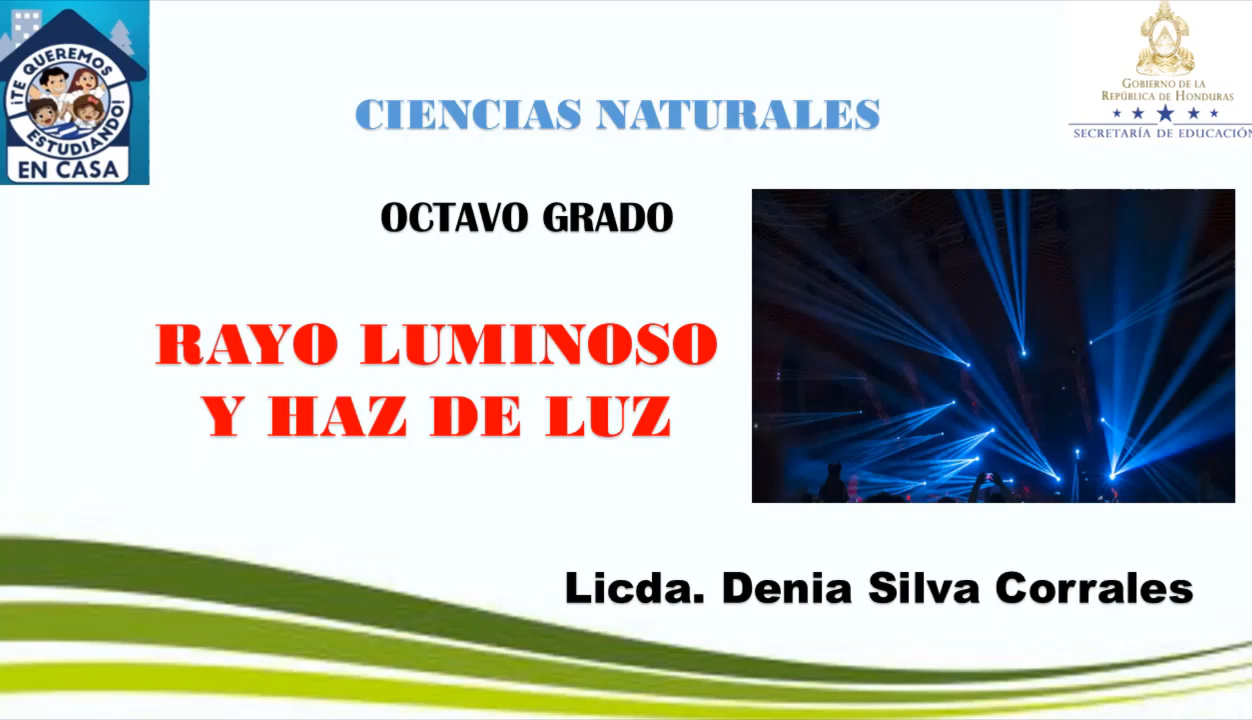 ¡TE QUEREMOS
ESTUDIANDO!
EN CASA
GOBIERNO DE LA
REPÚBLICA DE HONDURAS
SECRETARÍA DE EDUCACIÓN
CIENCIAS NATURALES
OCTAVO GRADO
RAYO LUMINOSO
Y HAZ DE LUZ
Licda. Denia Silva Corrales